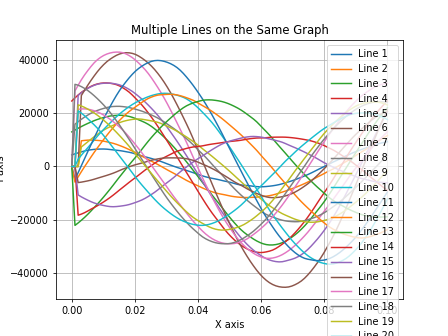 Multiple Lines on the Same Graph
40000
20000
0
−20000
−40000
0.00
0.02
0.04
0.06
X axis
Line 1
Line 2
Line 3
Line 4
Line 5
Line 6
Line 7
Line 8
Line 9
Line 10
Line 11
Line 12
Line 13
Line 14
Line 15
Line 16
Line 17
Line 18
Line 19